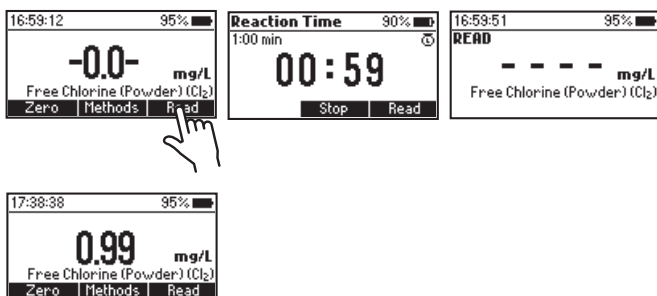 16:59:12 95%
-0.0- mg/L
Free Chlorine (Powder) (Cl₂)
Zero Methods Read
Reaction Time 90%
1:00 min
00:59
Stop Read
16:59:51 95%
READ
- - - - mg/L
Free Chlorine (Powder) (Cl₂)
17:38:38 95%
0.99 mg/L
Free Chlorine (Powder) (Cl₂)
Zero Methods Read